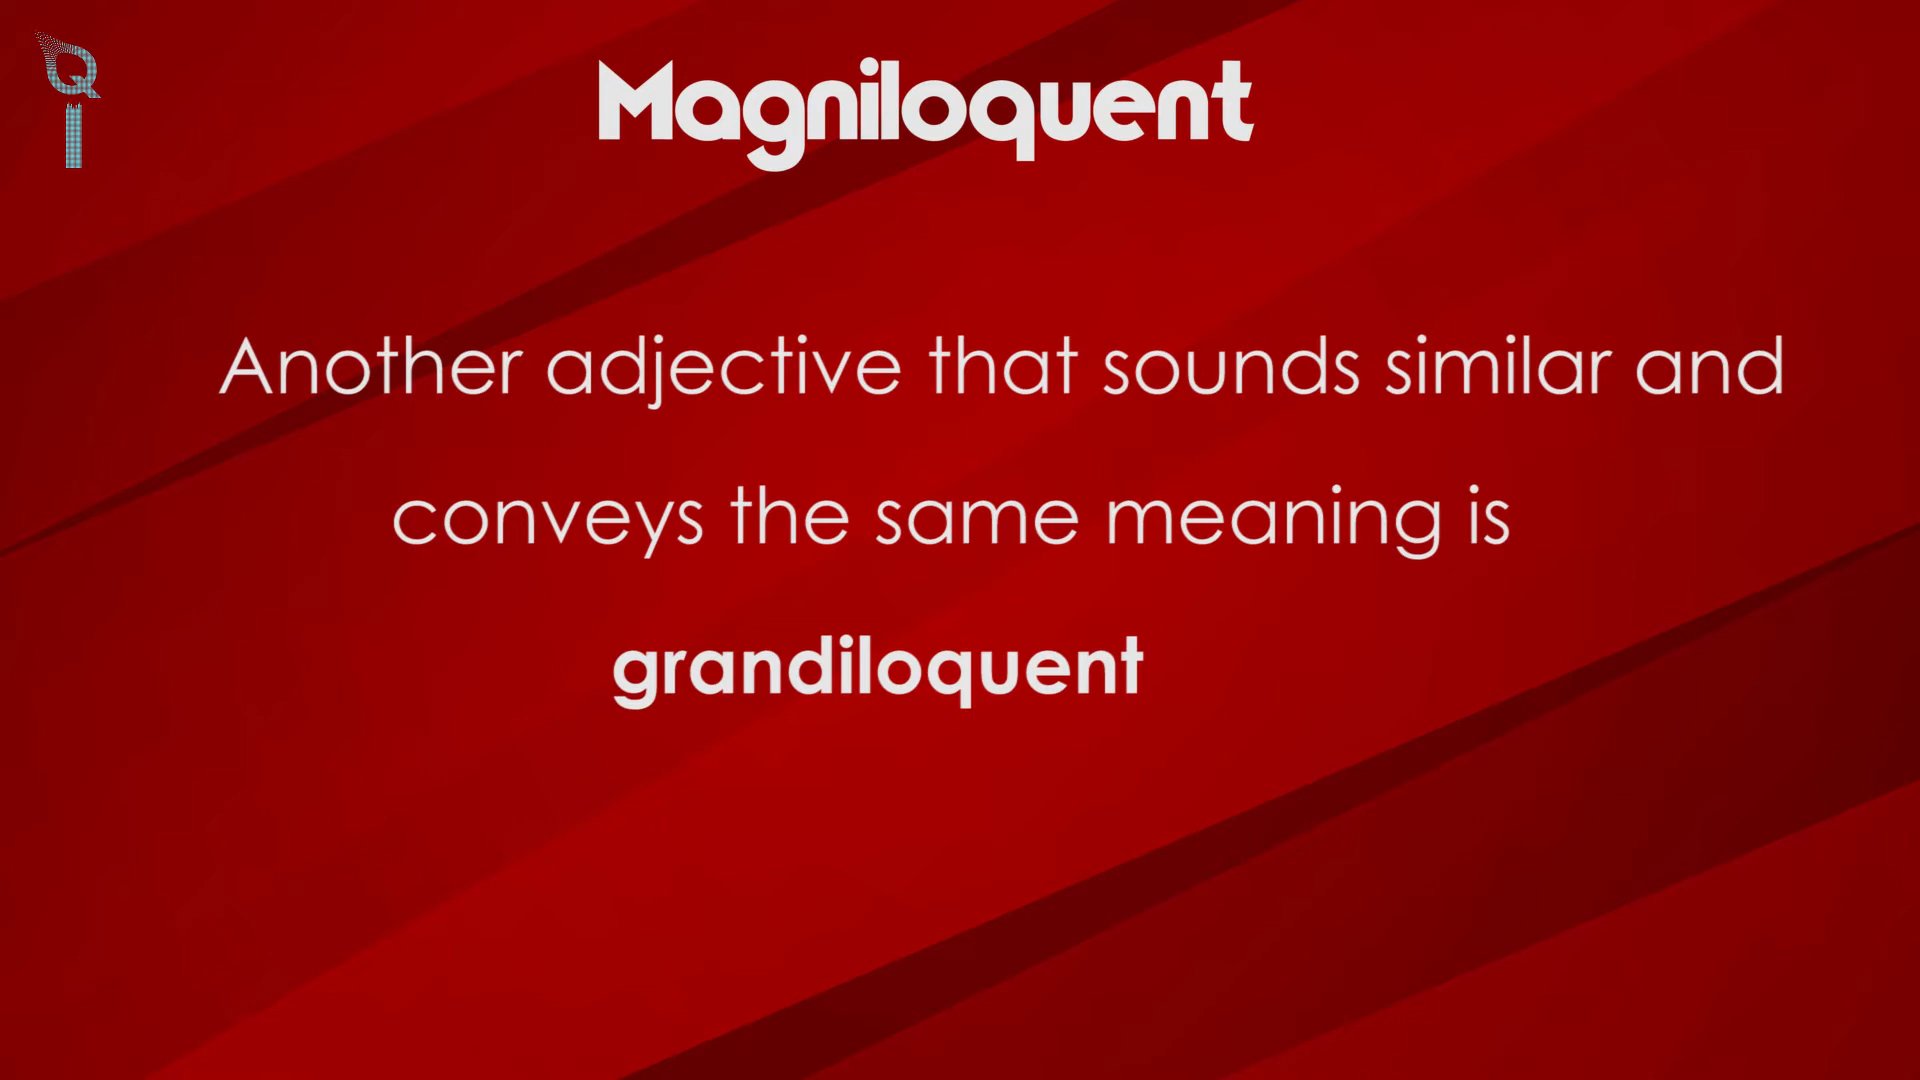 Q
Magniloquent
Another adjective that sounds similar and
conveys the same meaning is
grandiloquent